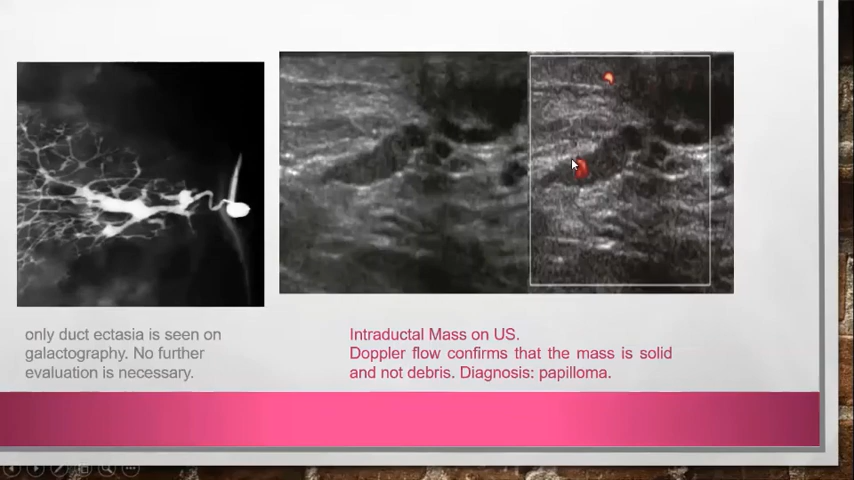 only duct ectasia is seen on
galactography. No further
evaluation is necessary.
Intraductal Mass on US.
Doppler flow confirms that the mass is solid
and not debris. Diagnosis: papilloma.